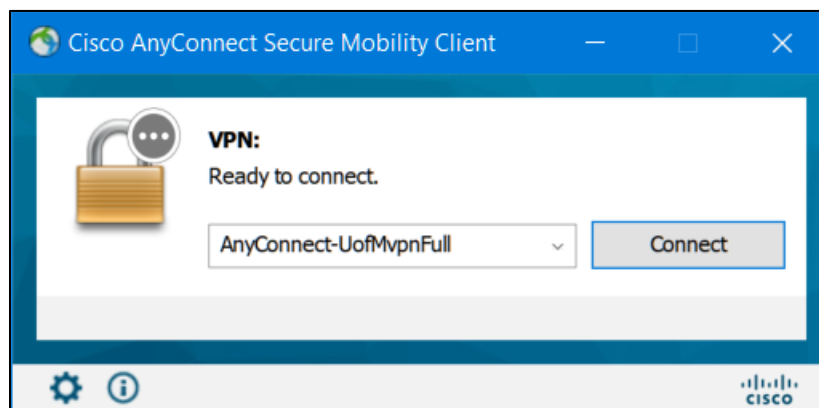 Cisco AnyConnect Secure Mobility Client
VPN:
Ready to connect.
AnyConnect-UofMvpnFull
Connect
CISCO